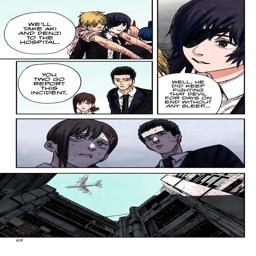 WE'LL
TAKE AKI
AND DENJI
TO THE
HOSPITAL.
YOU
TWO GO
REPORT
THIS
INCIDENT.
WELL, HE
DID KEEP
FIGHTING
THAT DEVIL
FOR DAYS ON
END WITHOUT
ANY SLEEP...